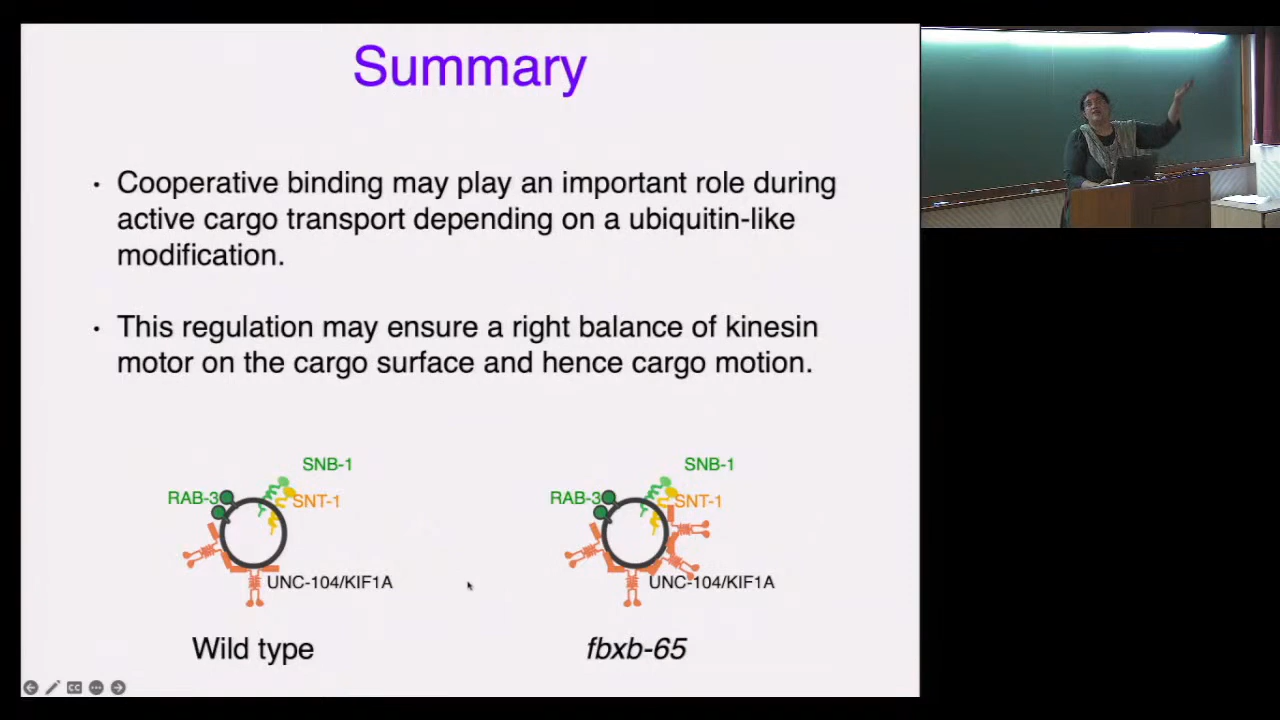 Summary
• Cooperative binding may play an important role during
active cargo transport depending on a ubiquitin-like
modification.
• This regulation may ensure a right balance of kinesin
motor on the cargo surface and hence cargo motion.
SNB-1
RAB-3
SNT-1
UNC-104/KIF1A
Wild type
SNB-1
RAB-3
SNT-1
UNC-104/KIF1A
fbxb-65
CC